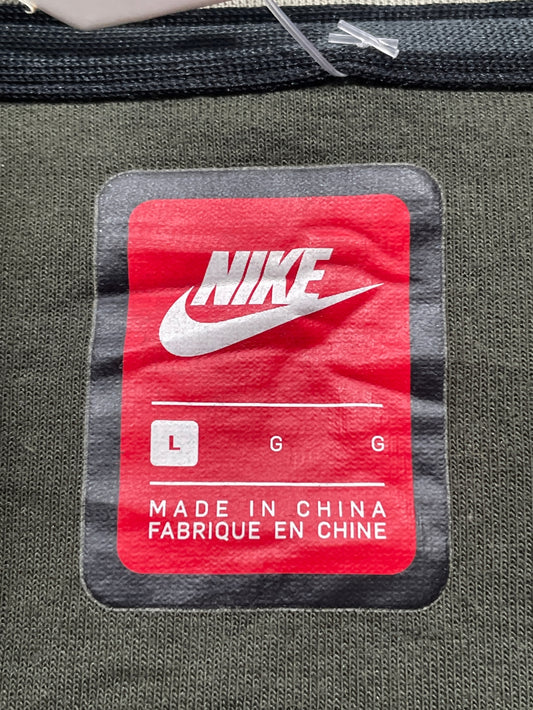 NIKE
L G G
MADE IN CHINA
FABRIQUE EN CHINE